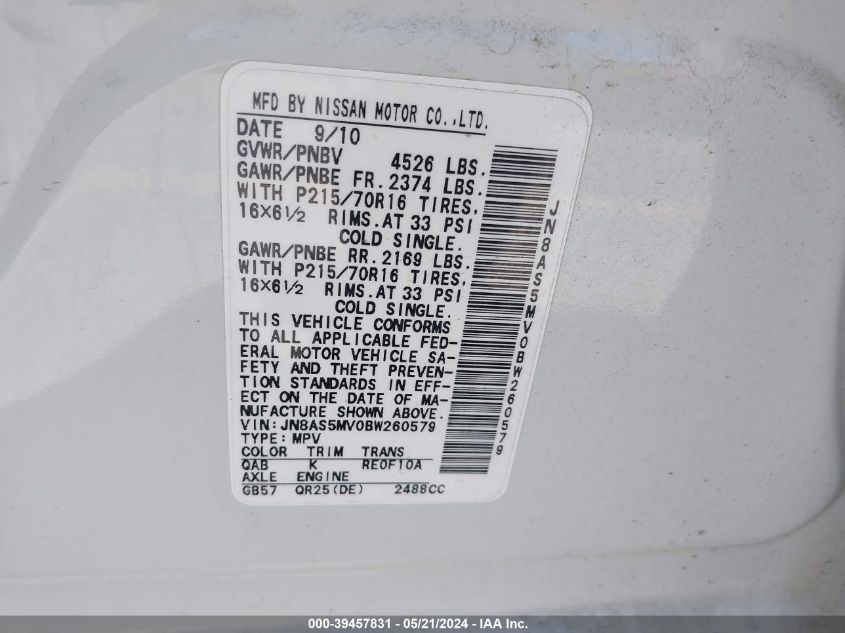 MFD BY NISSAN MOTOR CO.,LTD.
DATE 9/10
GVWR/PNBV 4526 LBS.
GAWR/PNBE FR. 2374 LBS.
WITH P215/70R16 TIRES,
16X6½ RIMS.AT 33 PSI
COLD SINGLE.
GAWR/PNBE RR. 2169 LBS.
WITH P215/70R16 TIRES,
16X6½ RIMS.AT 33 PSI
COLD SINGLE.
THIS VEHICLE CONFORMS
TO ALL APPLICABLE FED-
ERAL MOTOR VEHICLE SA-
FETY AND THEFT PREVEN-
TION STANDARDS IN EFF-
ECT ON THE DATE OF MA-
NUFACTURE SHOWN ABOVE.
VIN:JN8AS5MV0BW260579
TYPE:MPV
COLOR TRIM TRANS
QAB K RE0F10A
AXLE ENGINE
GB57 QR25(DE) 2488CC
JN8AS5MV0BW260579
000-39457831 - 05/21/2024 - IAA Inc.